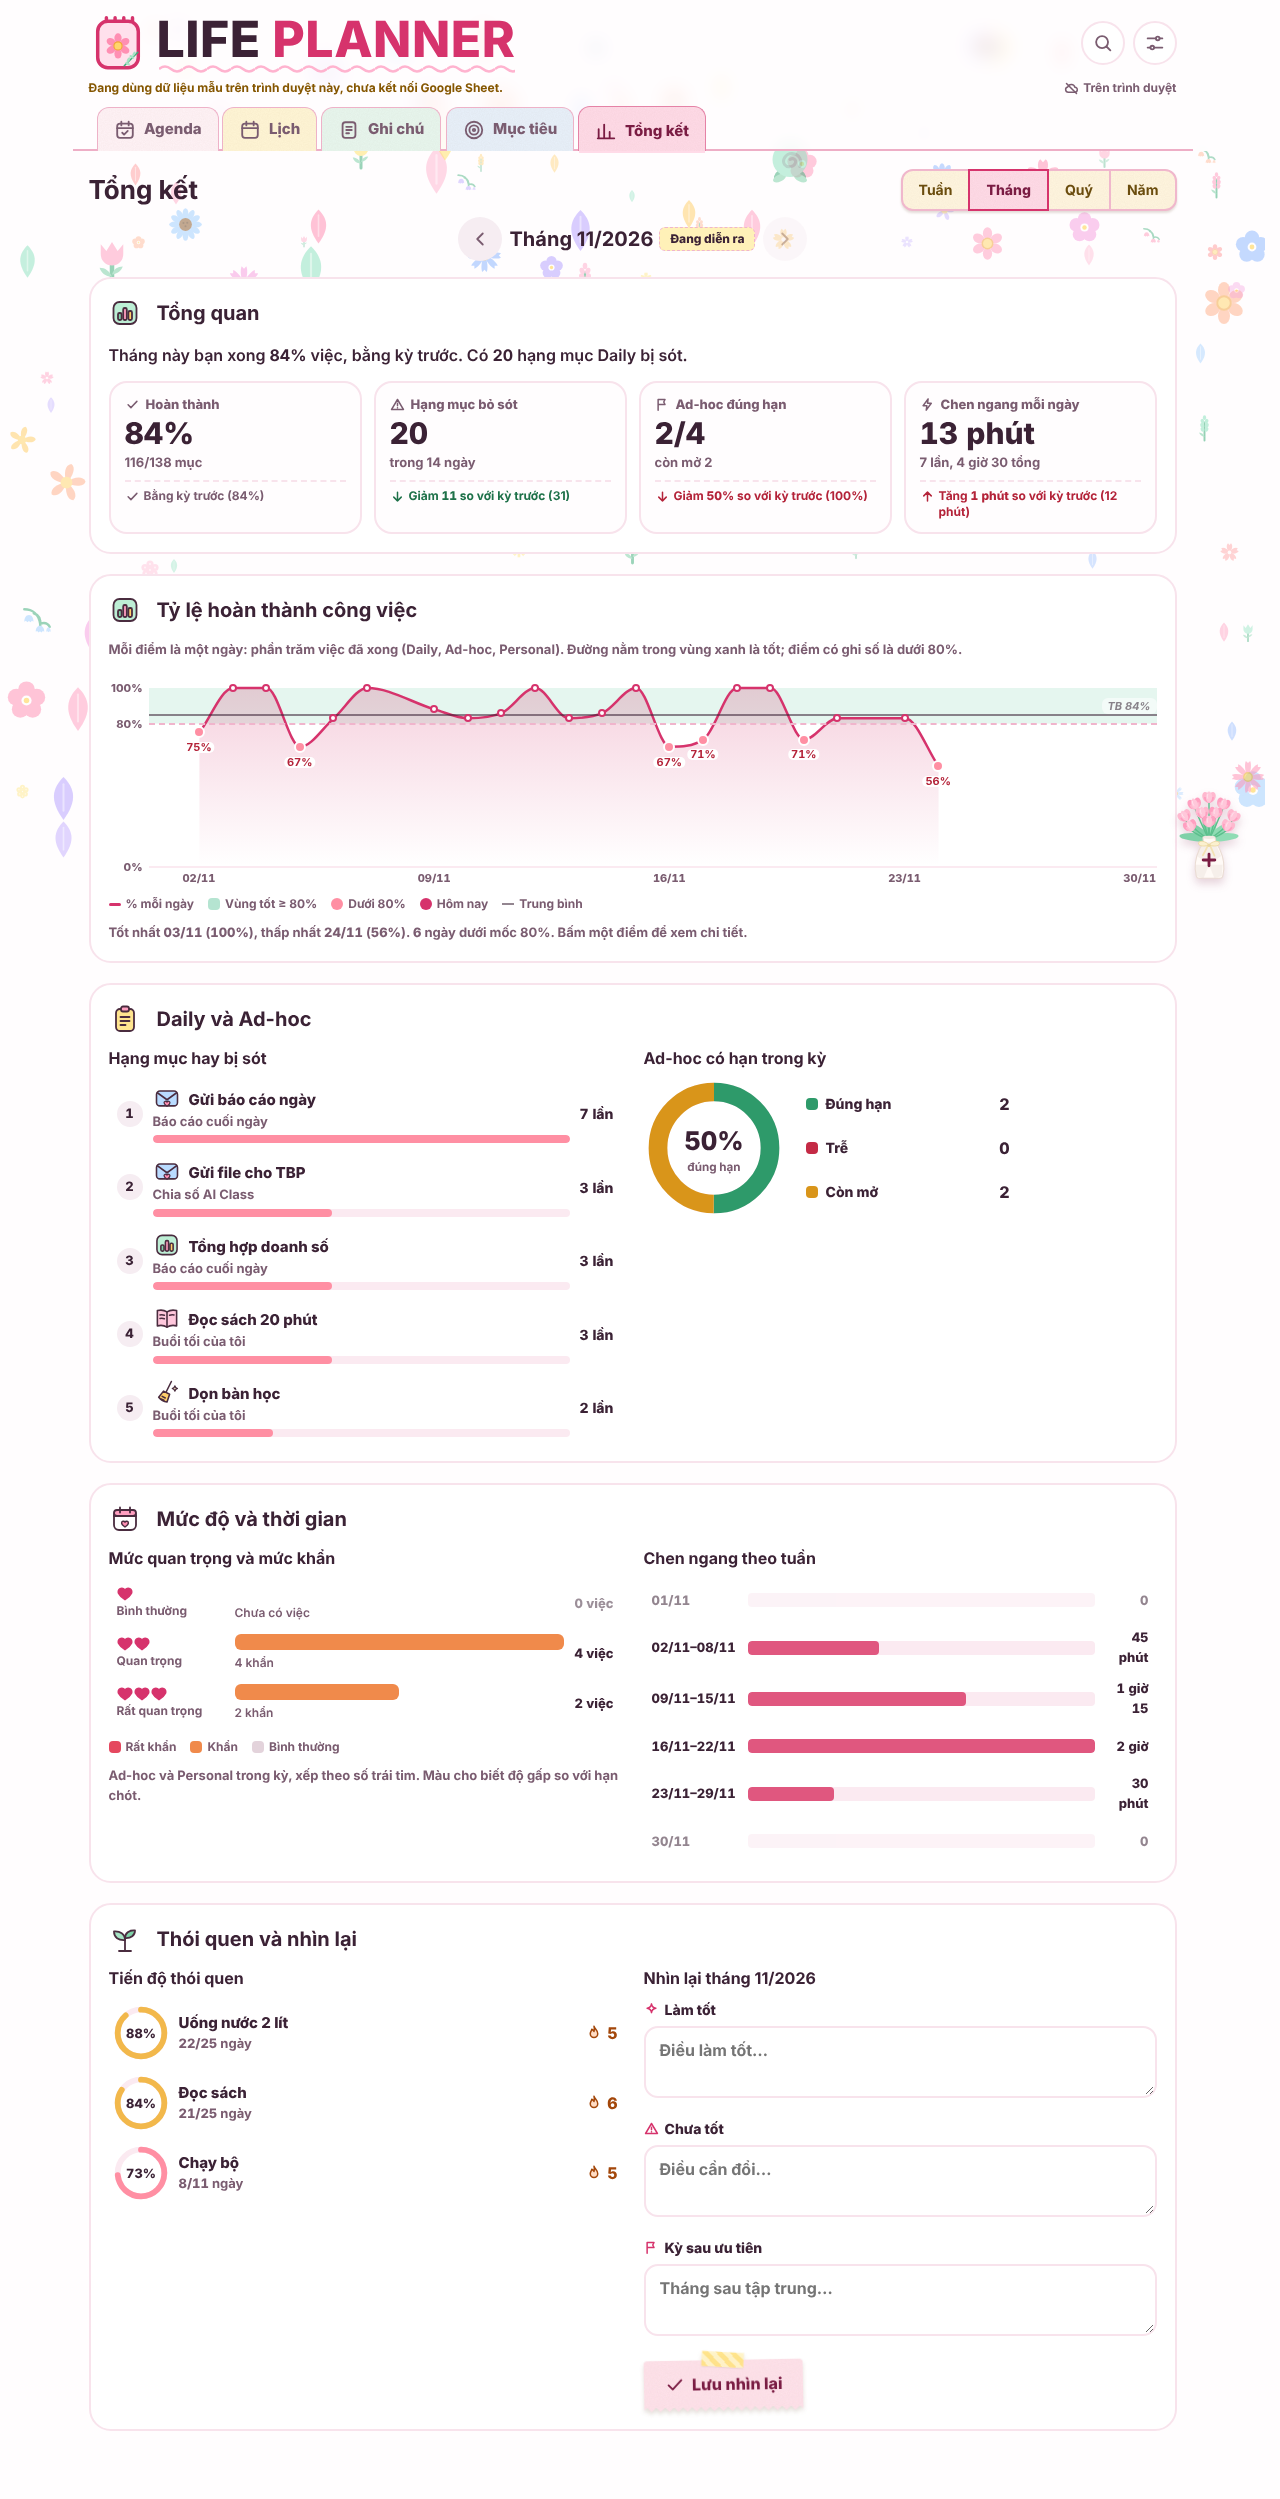 LIFE PLANNER
Đang dùng dữ liệu mẫu trên trình duyệt này, chưa kết nối Google Sheet.
Trên trình duyệt
Agenda
Lịch
Ghi chú
Mục tiêu
Tổng kết
Tổng kết
Tuần
Tháng
Quý
Năm
Tháng 11/2026
Đang diễn ra
Tổng quan
Tháng này bạn xong 84% việc, bằng kỳ trước. Có 20 hạng mục Daily bị sót.
Hoàn thành
84%
116/138 mục
Bằng kỳ trước (84%)
Hạng mục bỏ sót
20
trong 14 ngày
Giảm 11 so với kỳ trước (31)
Ad-hoc đúng hạn
2/4
còn mở 2
Giảm 50% so với kỳ trước (100%)
Chen ngang mỗi ngày
13 phút
7 lần, 4 giờ 30 tổng
Tăng 1 phút so với kỳ trước (12
phút)
Tỷ lệ hoàn thành công việc
Mỗi điểm là một ngày: phần trăm việc đã xong (Daily, Ad-hoc, Personal). Đường nằm trong vùng xanh là tốt; điểm có ghi số là dưới 80%.
100%
80%
0%
TB 84%
75%
67%
67%
71%
71%
56%
02/11
09/11
16/11
23/11
30/11
% mỗi ngày
Vùng tốt ≥ 80%
Dưới 80%
Hôm nay
Trung bình
Tốt nhất 03/11 (100%), thấp nhất 24/11 (56%). 6 ngày dưới mốc 80%. Bấm một điểm để xem chi tiết.
Daily và Ad-hoc
Hạng mục hay bị sót
1
Gửi báo cáo ngày
Báo cáo cuối ngày
7 lần
2
Gửi file cho TBP
Chia số AI Class
3 lần
3
Tổng hợp doanh số
Báo cáo cuối ngày
3 lần
4
Đọc sách 20 phút
Buổi tối của tôi
3 lần
5
Dọn bàn học
Buổi tối của tôi
2 lần
Ad-hoc có hạn trong kỳ
50%
đúng hạn
Đúng hạn 2
Trễ 0
Còn mở 2
Mức độ và thời gian
Mức quan trọng và mức khẩn
Bình thường
Chưa có việc
0 việc
Quan trọng
4 khẩn
4 việc
Rất quan trọng
2 khẩn
2 việc
Rất khẩn
Khẩn
Bình thường
Ad-hoc và Personal trong kỳ, xếp theo số trái tim. Màu cho biết độ gấp so với hạn
chót.
Chen ngang theo tuần
01/11
0
02/11–08/11
45
phút
09/11–15/11
1 giờ
15
16/11–22/11
2 giờ
23/11–29/11
30
phút
30/11
0
Thói quen và nhìn lại
Tiến độ thói quen
88%
Uống nước 2 lít
22/25 ngày
5
84%
Đọc sách
21/25 ngày
6
73%
Chạy bộ
8/11 ngày
5
Nhìn lại tháng 11/2026
Làm tốt
Điều làm tốt...
Chưa tốt
Điều cần đổi...
Kỳ sau ưu tiên
Tháng sau tập trung...
Lưu nhìn lại